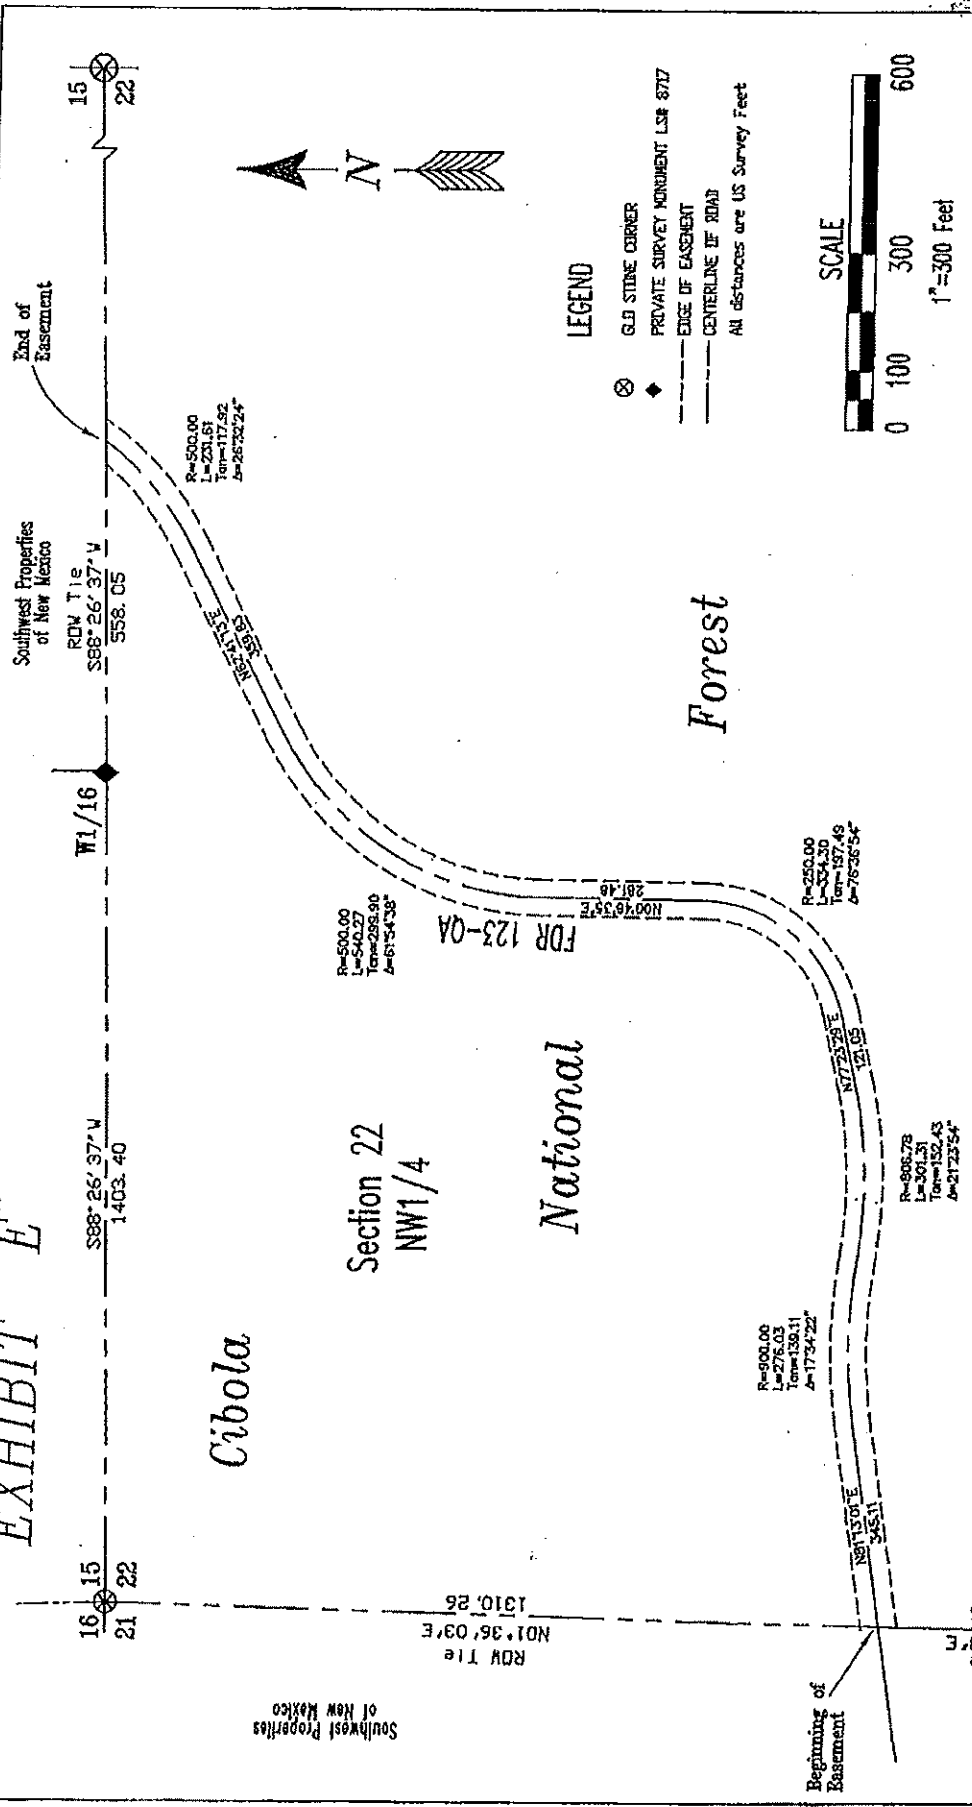 EXHIBIT E
Southwest Properties
of New Mexico
ROW Tie
S88°26'37"W
558.05
End of
Easement
15
22
16 15
21 22
S88°26'37"W
1403.40
W1/16
N
R=500.00
L=231.61
Tan=117.92
Δ=26°32'24"
N62°41'13"E
359.83
R=500.00
L=540.27
Tan=299.90
Δ=61°54'38"
FDR 123-QA
N00°46'35"E
281.48
R=250.00
L=334.30
Tan=197.49
Δ=76°36'54"
N77°23'29"E
121.05
R=806.78
L=301.31
Tan=152.43
Δ=21°23'54"
R=900.00
L=276.03
Tan=139.11
Δ=17°34'22"
N81°13'01"E
345.11
Cibola
National
Forest
Section 22
NW1/4
ROW Tie
N01°36'03"E
1310.26
Southwest Properties
of New Mexico
Beginning of
Easement
LEGEND
GLO STONE CORNER
PRIVATE SURVEY MONUMENT LS# 8717
EDGE OF EASEMENT
CENTERLINE OF ROAD
All distances are US Survey Feet
SCALE
0 100 300 600
1"=300 Feet